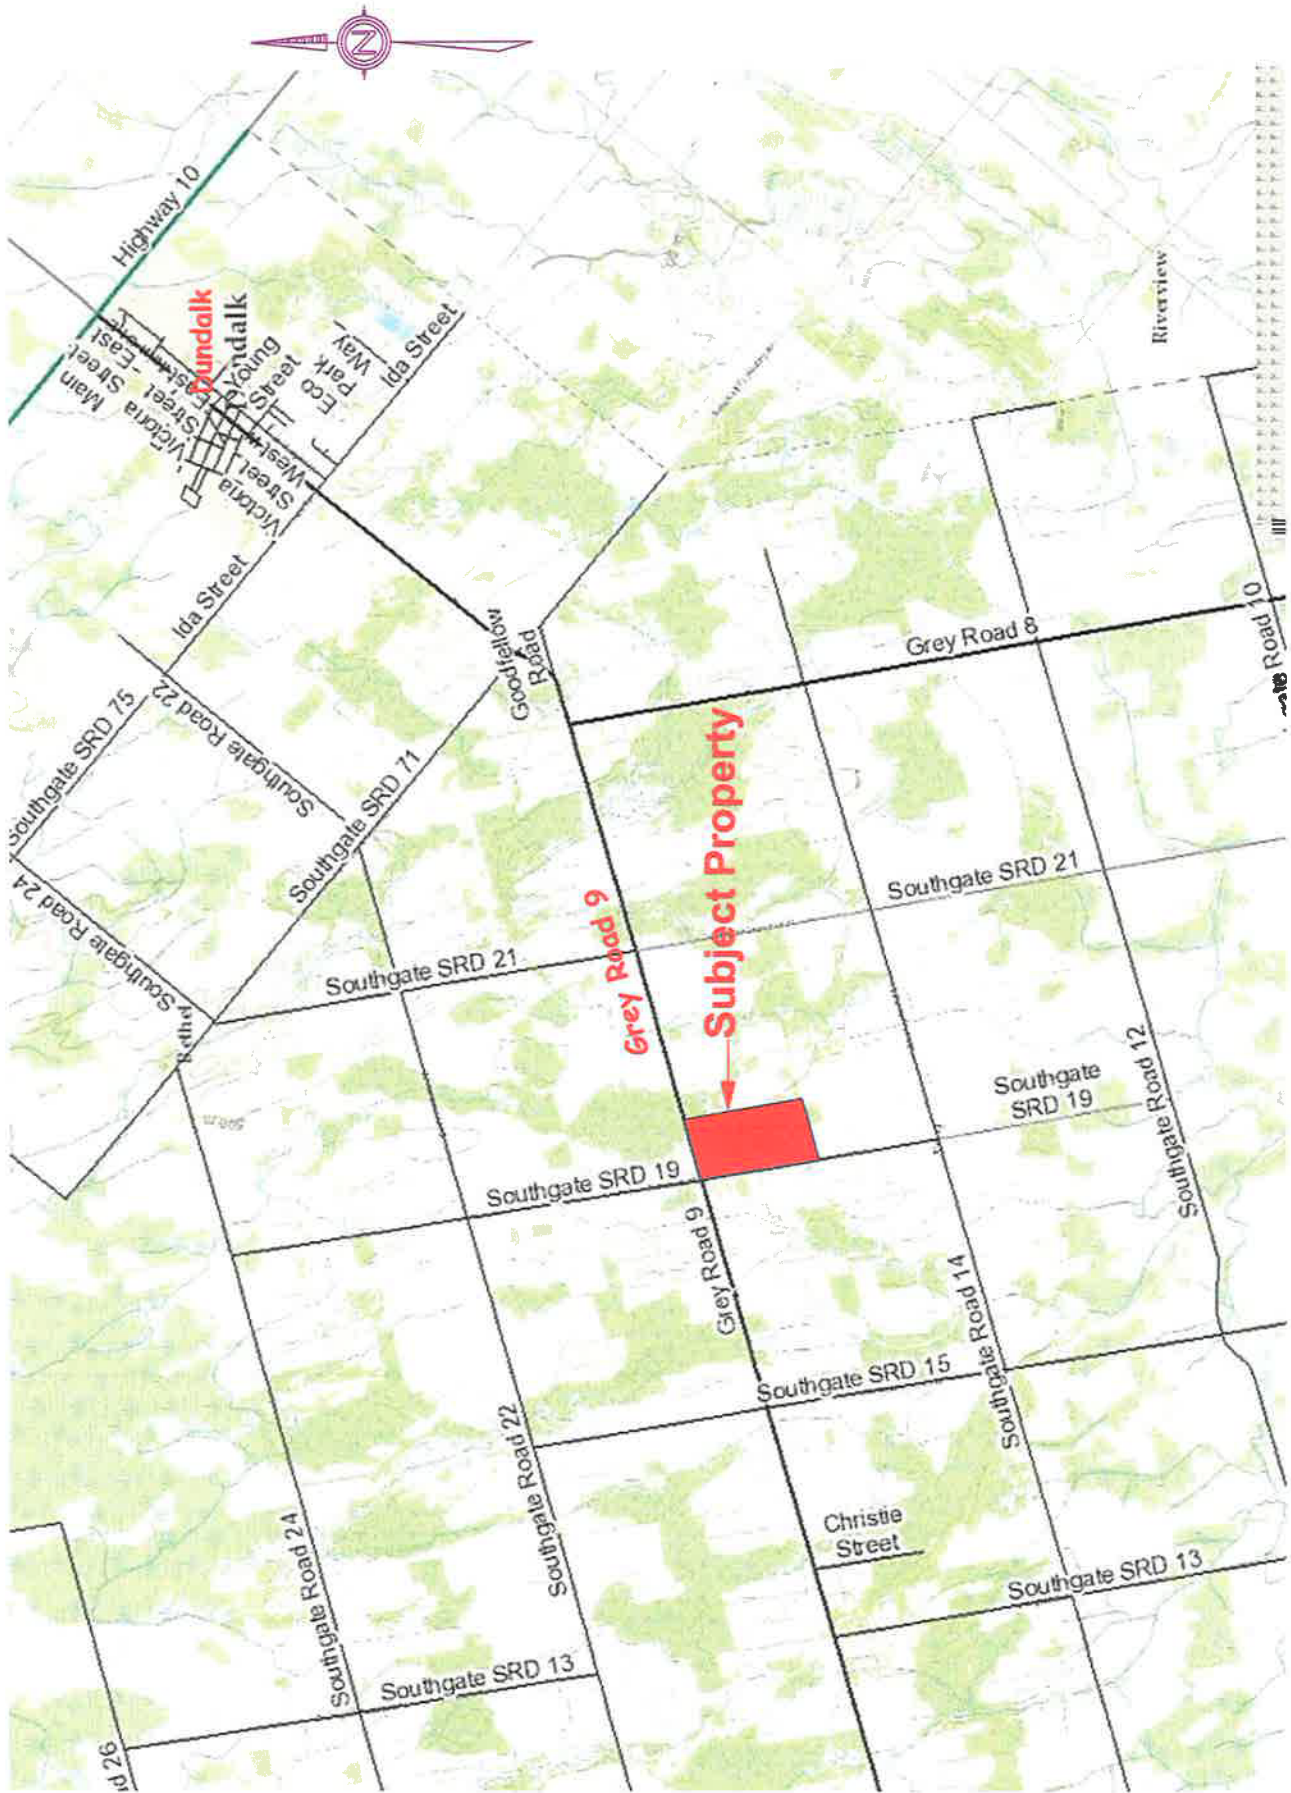 N
Highway 10
Dundalk
Main
Street - East
Victoria
Street
Young
Street
Eco
Park
Way
Ida Street
Victoria
Street West
Ida Street
Southgate SRD 75
Southgate Road 22
Southgate Road 24
Southgate SRD 71
Goodfellow
Road
Bethel
Riverview
Grey Road 8
Road 10
Southgate SRD 21
Southgate SRD 21
Grey Road 9
Subject Property
Southgate SRD 19
Southgate
SRD 19
Southgate Road 12
Grey Road 9
Southgate Road 14
Southgate SRD 15
Southgate Road 22
Southgate Road 24
Christie
Street
Southgate SRD 13
Southgate SRD 13
d 26